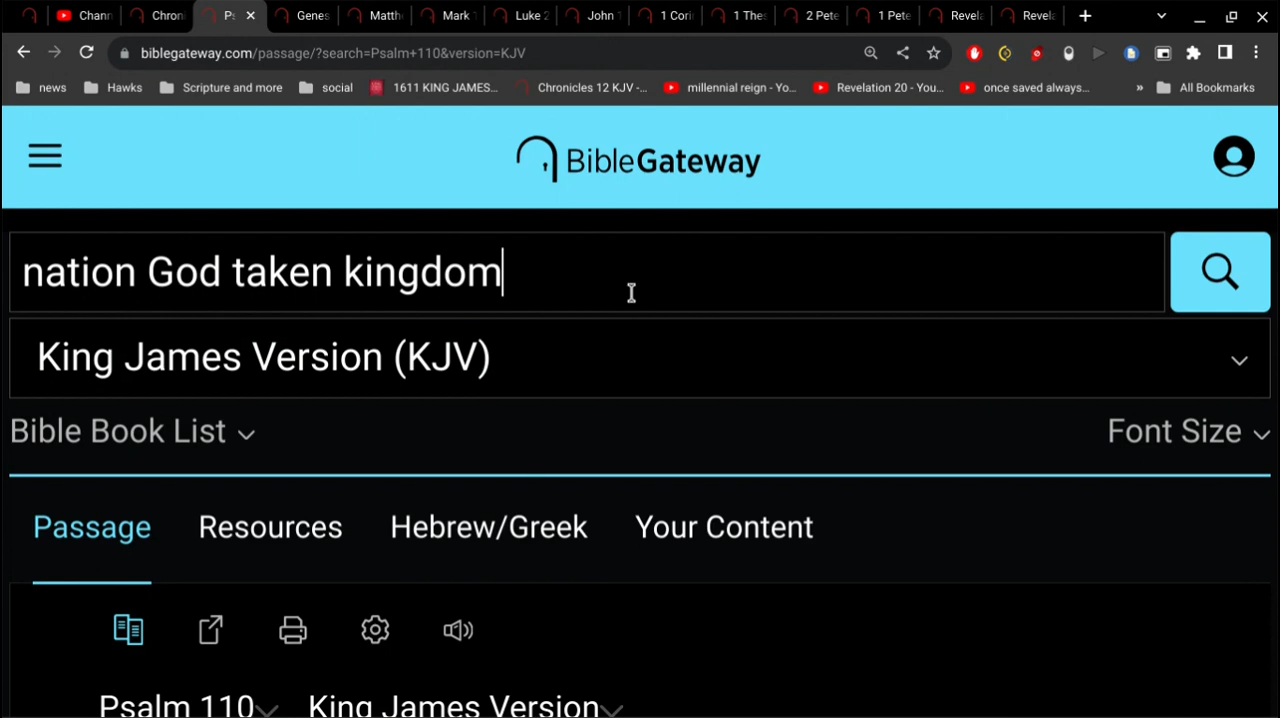 Chann
Chroni
Ps
Genes
Matth
Mark
Luke 2
John 1
1 Cori
1 Thes
2 Pete
1 Pete
Revela
Revela
biblegateway.com/passage/?search=Psalm+110&version=KJV
news Hawks Scripture and more social 1611 KING JAMES... Chronicles 12 KJV -... millennial reign - Yo... Revelation 20 - You... once saved always... » All Bookmarks
BibleGateway
nation God taken kingdom
King James Version (KJV)
Bible Book List Font Size
Passage Resources Hebrew/Greek Your Content
Psalm 110 King James Version